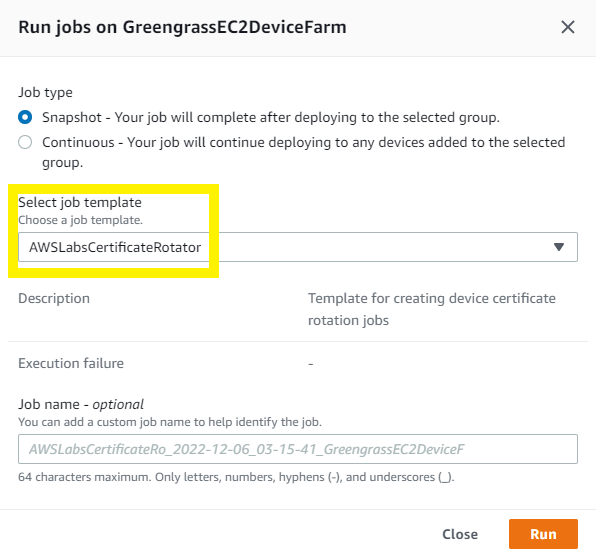 Run jobs on GreengrassEC2DeviceFarm
Job type
Snapshot - Your job will complete after deploying to the selected group.
Continuous - Your job will continue deploying to any devices added to the selected
group.
Select job template
Choose a job template.
AWSLabsCertificateRotator
Description
Template for creating device certificate
rotation jobs
Execution failure
-
Job name - optional
You can add a custom job name to help identify the job.
AWSLabsCertificateRo_2022-12-06_03-15-41_GreengrassEC2DeviceF
64 characters maximum. Only letters, numbers, hyphens (-), and underscores (_).
Close
Run